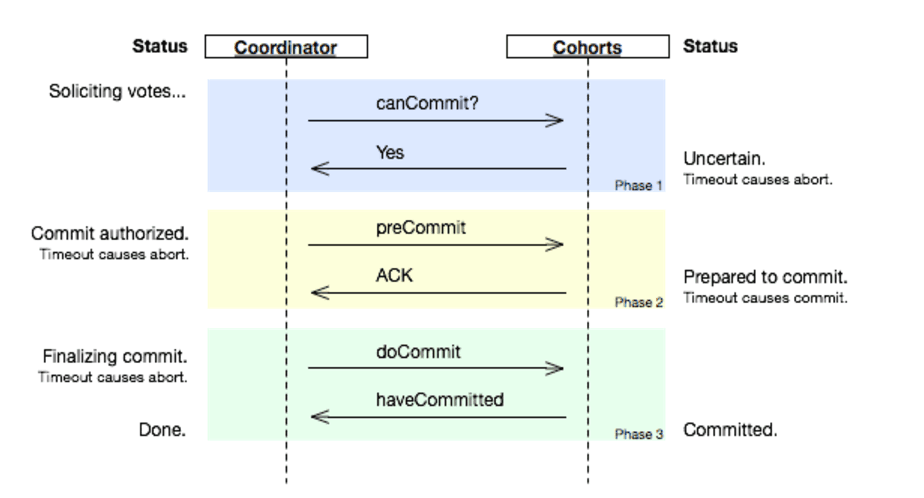 Status Coordinator Cohorts Status
Soliciting votes...
canCommit?
Yes
Uncertain.
Timeout causes abort.
Phase 1
preCommit
Commit authorized.
Timeout causes abort.
ACK
Prepared to commit.
Timeout causes commit.
Phase 2
doCommit
Finalizing commit.
Timeout causes abort.
haveCommitted
Done.
Phase 3
Committed.